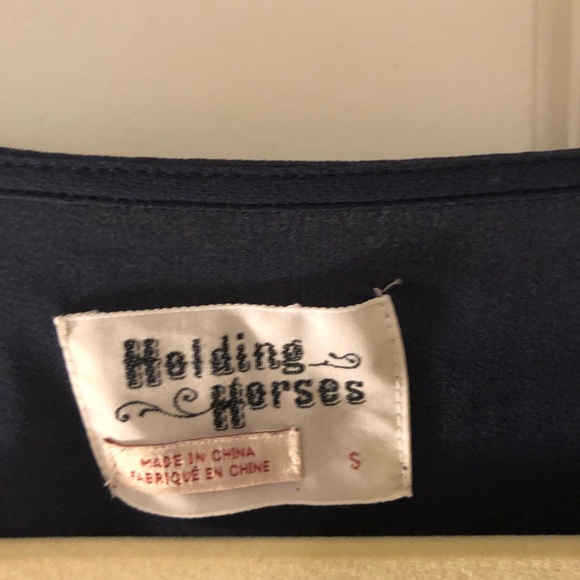 Holding
Horses
MADE IN CHINA
FABRIQUÉ EN CHINE
S